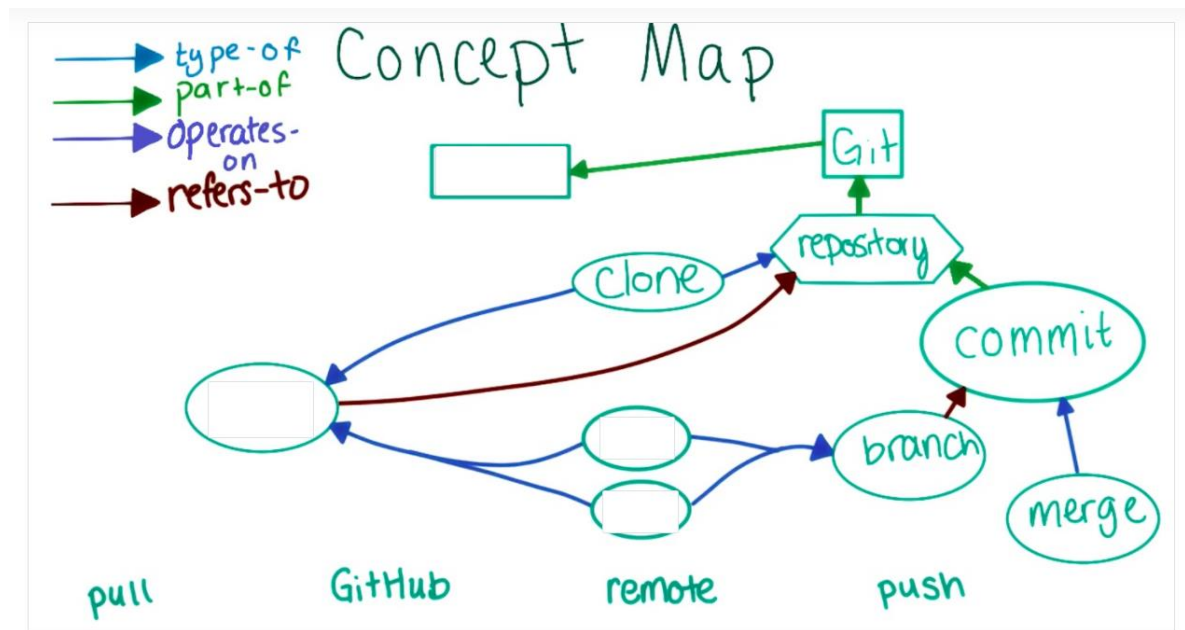 type-of
part-of
operates-
on
refers-to
Concept Map
Git
repository
clone
commit
branch
merge
pull
GitHub
remote
push